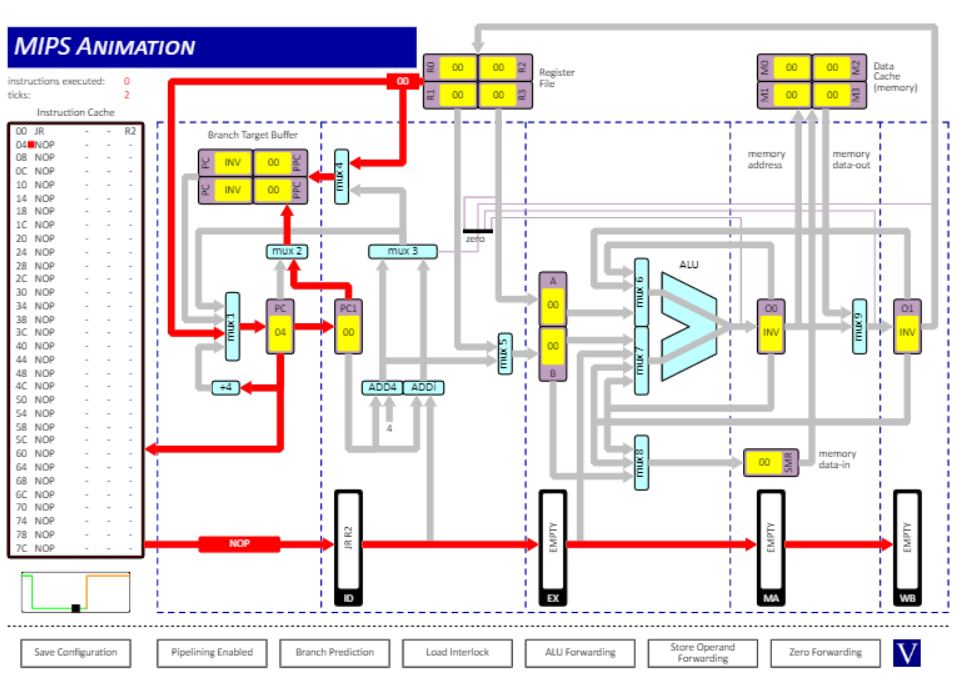 MIPS ANIMATION
instructions executed: 0
ticks: 2
Instruction Cache
00 JR - - R2
04 NOP - - -
08 NOP - - -
0C NOP - - -
10 NOP - - -
14 NOP - - -
18 NOP - - -
1C NOP - - -
20 NOP - - -
24 NOP - - -
28 NOP - - -
2C NOP - - -
30 NOP - - -
34 NOP - - -
38 NOP - - -
3C NOP - - -
40 NOP - - -
44 NOP - - -
48 NOP - - -
4C NOP - - -
50 NOP - - -
54 NOP - - -
58 NOP - - -
5C NOP - - -
60 NOP - - -
64 NOP - - -
68 NOP - - -
6C NOP - - -
70 NOP - - -
74 NOP - - -
78 NOP - - -
7C NOP - - -
00
R0 00 00 R2
R1 00 00 R3
Register
File
M0 00 00 M2
M1 00 00 M3
Data
Cache
(memory)
Branch Target Buffer
PC INV 00 PPC
PC INV 00 PPC
mux 4
memory
address
memory
data-out
zero
mux 2
mux 3
mux 1
PC
04
PC1
00
+4
ADD4
ADDi
4
mux 5
A
00
00
B
mux 6
mux 7
ALU
O0
INV
mux 9
O1
INV
mux 8
00 SMR
memory
data-in
NOP
JR R2
ID
EMPTY
EX
EMPTY
MA
EMPTY
WB
Save Configuration
Pipelining Enabled
Branch Prediction
Load Interlock
ALU Forwarding
Store Operand
Forwarding
Zero Forwarding
V